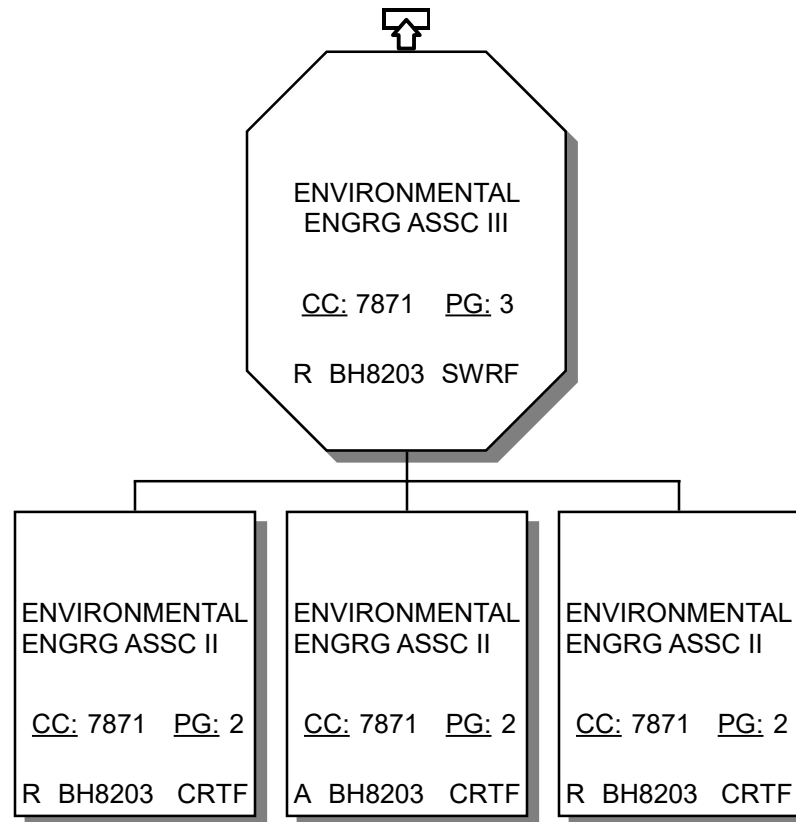 ENVIRONMENTAL
ENGRG ASSC III
CC: 7871 PG: 3
R BH8203 SWRF
ENVIRONMENTAL
ENGRG ASSC II
CC: 7871 PG: 2
R BH8203 CRTF
ENVIRONMENTAL
ENGRG ASSC II
CC: 7871 PG: 2
A BH8203 CRTF
ENVIRONMENTAL
ENGRG ASSC II
CC: 7871 PG: 2
R BH8203 CRTF